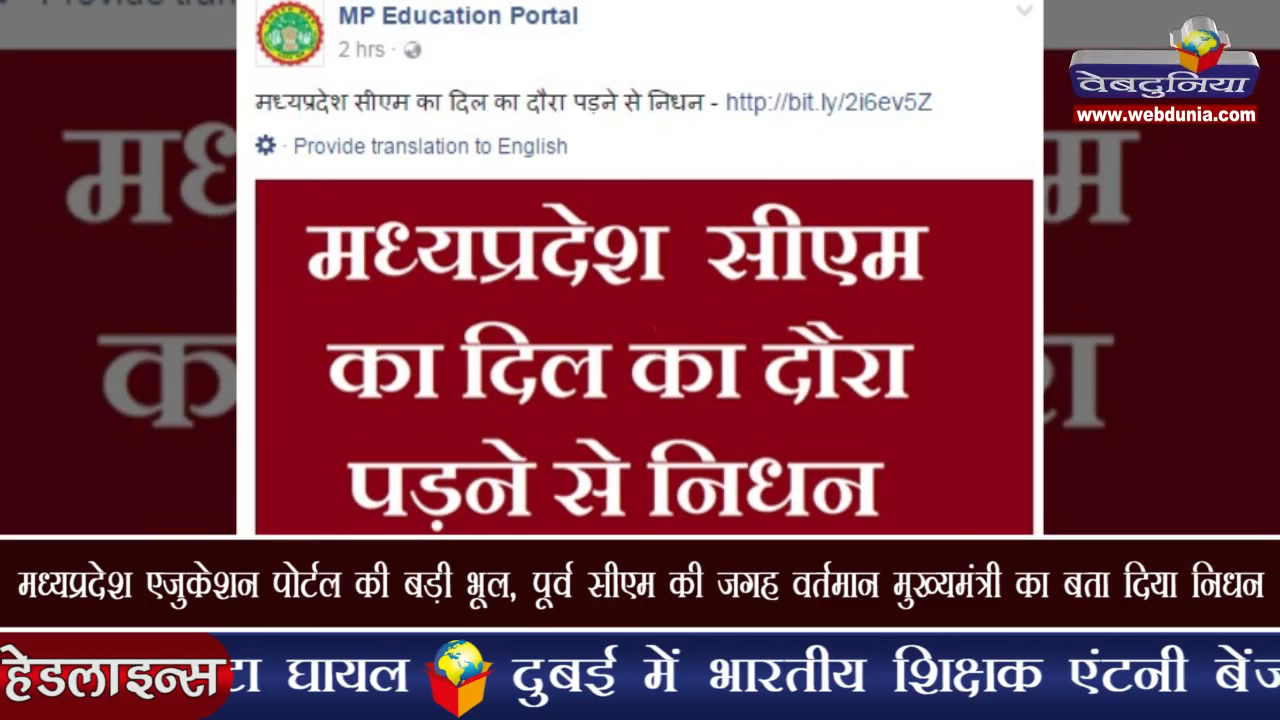 MP Education Portal
2 hrs ·
मध्यप्रदेश सीएम का दिल का दौरा पड़ने से निधन - http://bit.ly/2i6ev5Z
· Provide translation to English
वेबदुनिया
www.webdunia.com
मध्यप्रदेश सीएम
का दिल का दौरा
पड़ने से निधन
मध्यप्रदेश एजुकेशन पोर्टल की बड़ी भूल, पूर्व सीएम की जगह वर्तमान मुख्यमंत्री का बता दिया निधन
हेडलाइन्स घायल दुबई में भारतीय शिक्षक एंटनी